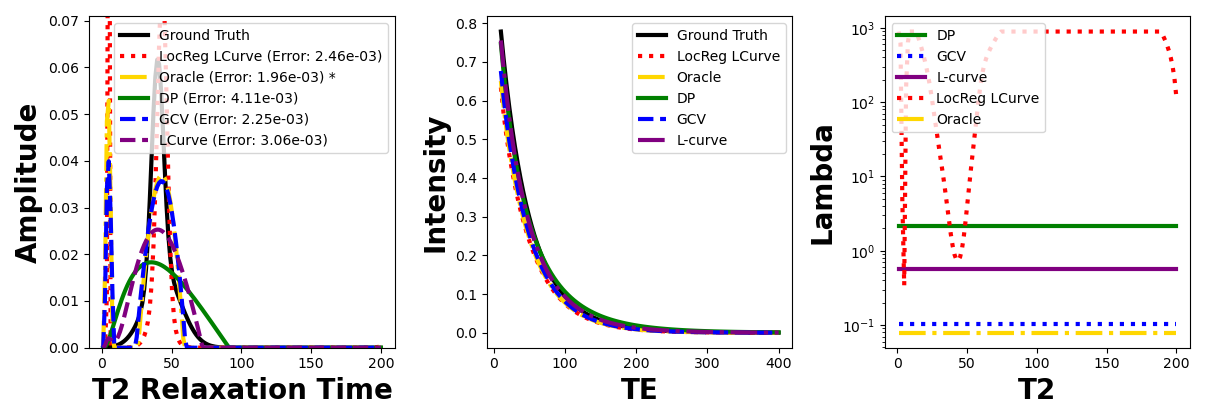 Amplitude
0.07
0.06
0.05
0.04
0.03
0.02
0.01
0.00
Ground Truth
LocReg LCurve (Error: 2.46e-03)
Oracle (Error: 1.96e-03) *
DP (Error: 4.11e-03)
GCV (Error: 2.25e-03)
LCurve (Error: 3.06e-03)
0 50 100 150 200
T2 Relaxation Time
Intensity
0.8
0.7
0.6
0.5
0.4
0.3
0.2
0.1
0.0
Ground Truth
LocReg LCurve
Oracle
DP
GCV
L-curve
0 100 200 300 400
TE
Lambda
10³
10²
10¹
10⁰
10⁻¹
DP
GCV
L-curve
LocReg LCurve
Oracle
0 50 100 150 200
T2